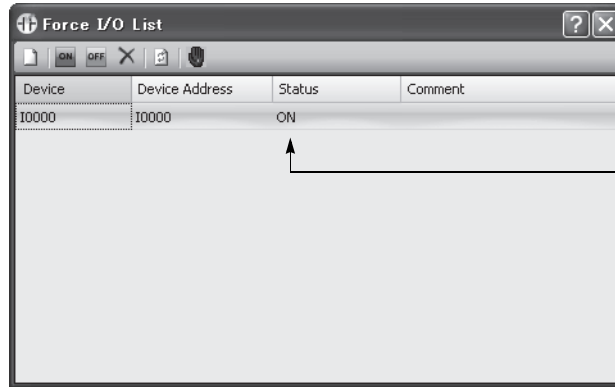 Force I/O List
ON OFF
Device Device Address Status Comment
I0000 I0000 ON